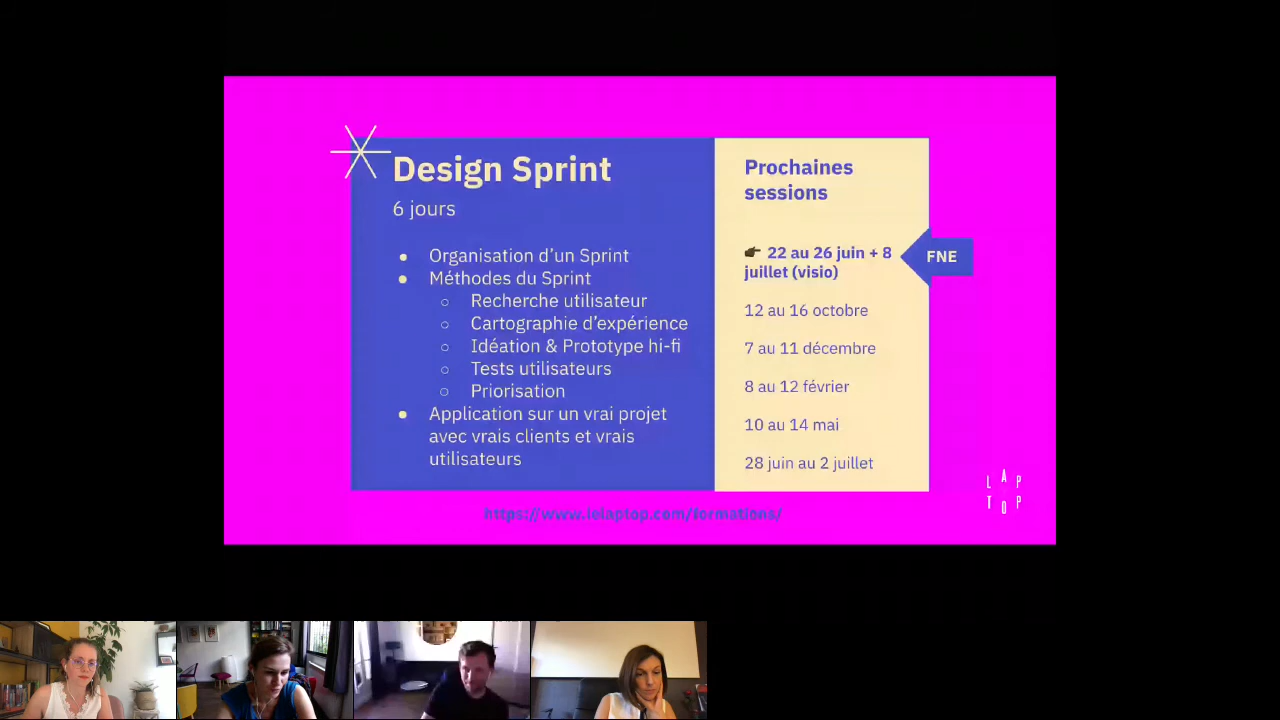 Design Sprint
6 jours
Organisation d’un Sprint
Méthodes du Sprint
Recherche utilisateur
Cartographie d’expérience
Idéation & Prototype hi-fi
Tests utilisateurs
Priorisation
Application sur un vrai projet
avec vrais clients et vrais
utilisateurs
Prochaines
sessions
22 au 26 juin + 8
juillet (visio)
FNE
12 au 16 octobre
7 au 11 décembre
8 au 12 février
10 au 14 mai
28 juin au 2 juillet
https://www.lelaptop.com/formations/
LAP
TOP